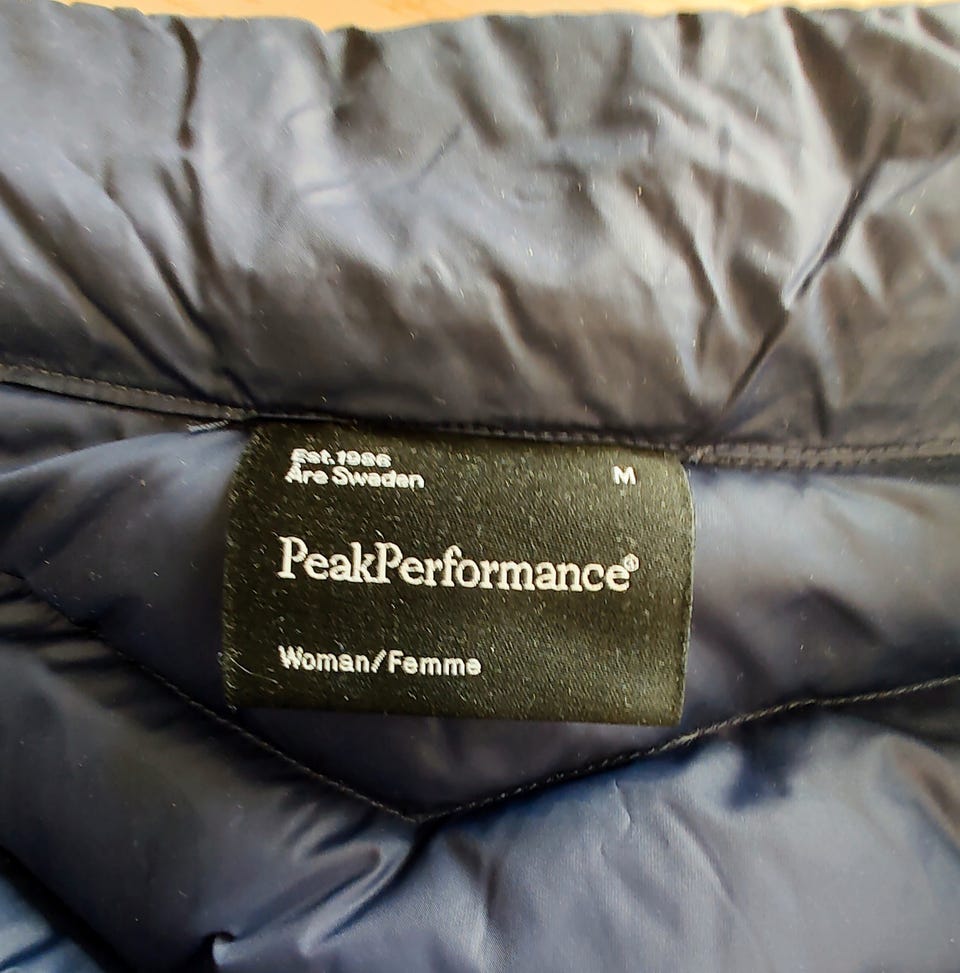 Est.1986
Åre Sweden
M
PeakPerformance®
Woman/Femme